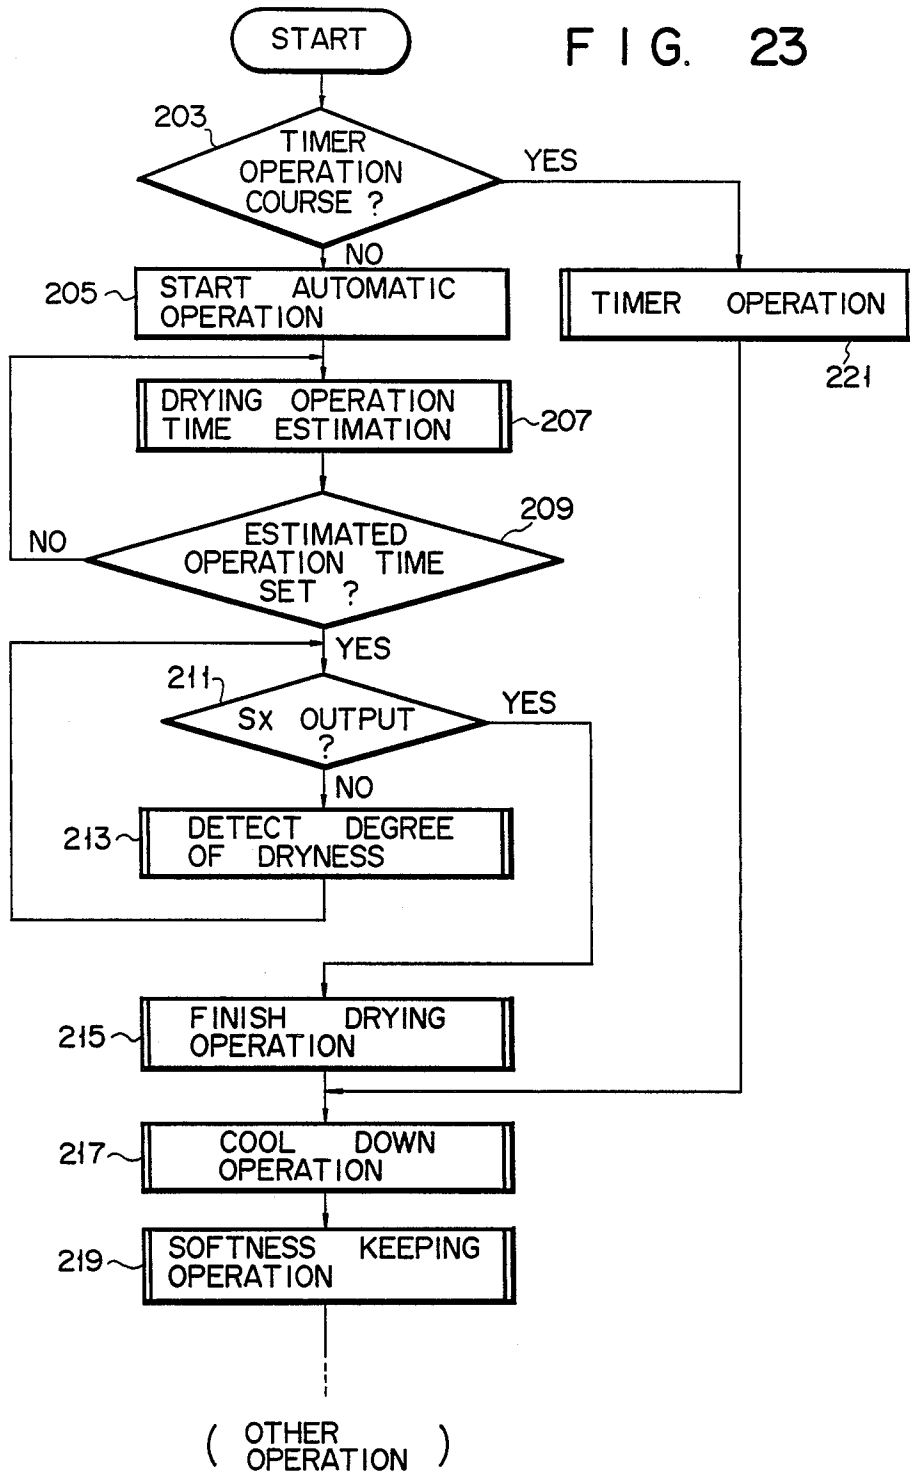 START
F I G. 23
203
TIMER
OPERATION
COURSE ?
YES
NO
205
START AUTOMATIC
OPERATION
TIMER OPERATION
221
DRYING OPERATION
TIME ESTIMATION
207
209
ESTIMATED
OPERATION TIME
SET ?
NO
YES
211
SX OUTPUT
?
YES
NO
213
DETECT DEGREE
OF DRYNESS
215
FINISH DRYING
OPERATION
217
COOL DOWN
OPERATION
219
SOFTNESS KEEPING
OPERATION
( OTHER
OPERATION )